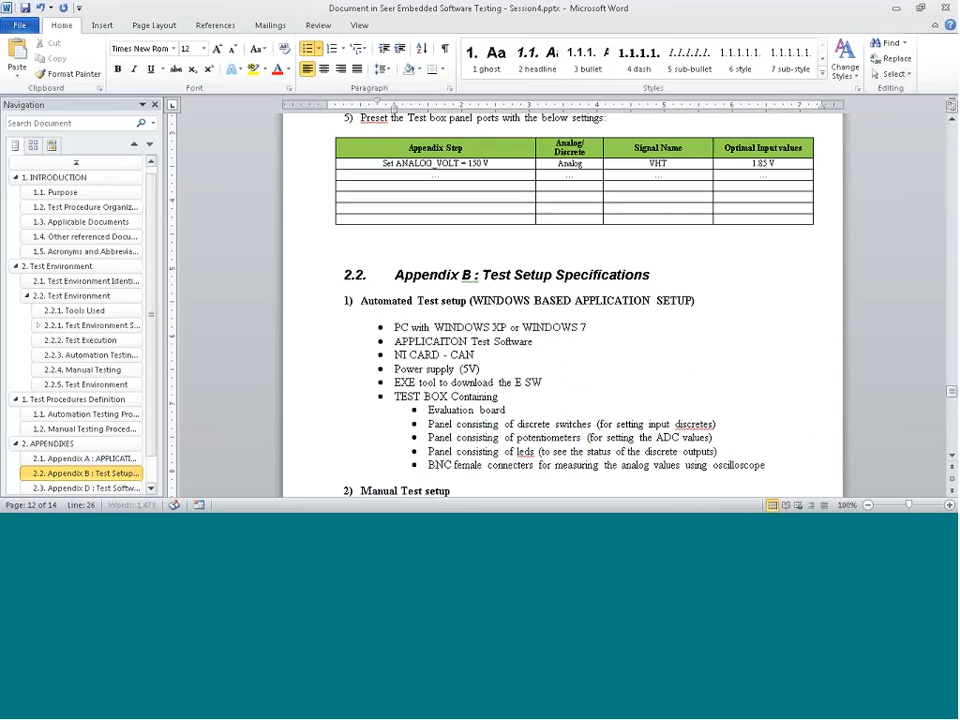 Document in Seer Embedded Software Testing - Session4.pptx - Microsoft Word
File Home Insert Page Layout References Mailings Review View
Cut
Copy
Format Painter
Paste
Clipboard
Times New Rom 12
Font
Paragraph
1. Aa 1.1. A 1.1.1. A 1.1.1.1. 1.1.1.1.1. 1.1.1.1.1. 1.1.1.1.1.
1 ghost 2 headline 3 bullet 4 dash 5 sub-bullet 6 style 7 sub-style
Styles
Change Styles
Find
Replace
Select
Editing
Navigation
Search Document
1. INTRODUCTION
1.1. Purpose
1.2. Test Procedure Organiz...
1.3. Applicable Documents
1.4. Other referenced Docu...
1.5. Acronyms and Abbrevia...
2. Test Environment
2.1. Test Environment Identi...
2.2. Test Environment
2.2.1. Tools Used
2.2.1. Test Environment S...
2.2.2. Test Execution
2.2.3. Automation Testin...
2.2.4. Manual Testing
2.2.5. Test Environment
1. Test Procedures Definition
1.1. Automation Testing Pro...
1.2. Manual Testing Proced...
2. APPENDIXES
2.1. Appendix A : APPLICATI...
2.2. Appendix B : Test Setup...
2.3. Appendix D : Test Softw...
5) Preset the Test box panel ports with the below settings:
Appendix Step Analog/ Discrete Signal Name Optimal Input values
Set ANALOG_VOLT = 150 V Analog VHT 1.85 V
... ... ... ...
2.2. Appendix B : Test Setup Specifications
1) Automated Test setup (WINDOWS BASED APPLICATION SETUP)
• PC with WINDOWS XP or WINDOWS 7
• APPLICAITON Test Software
• NI CARD - CAN
• Power supply (5V)
• EXE tool to download the E SW
• TEST BOX Containing
• Evaluation board
• Panel consisting of discrete switches (for setting input discretes)
• Panel consisting of potentiometers (for setting the ADC values)
• Panel consisting of leds (to see the status of the discrete outputs)
• BNC female connecters for measuring the analog values using oscilloscope
2) Manual Test setup
Page: 12 of 14 Line: 26 Words: 1,473 100%